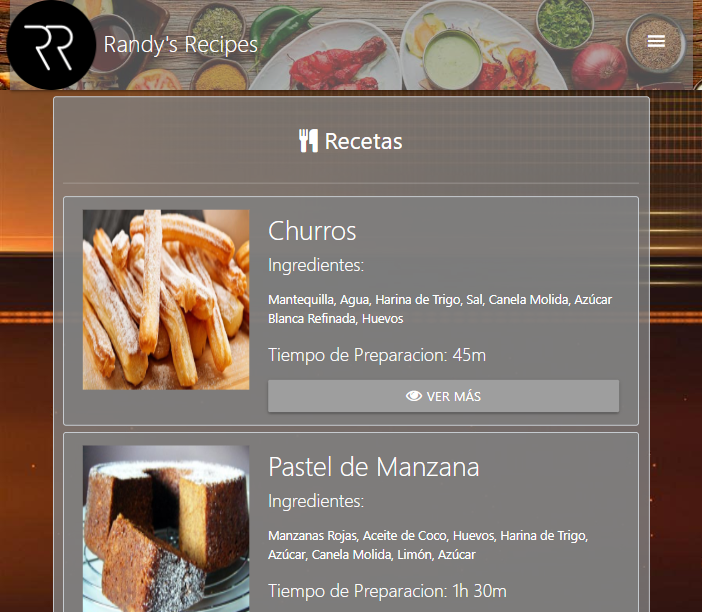 RR
Randy's Recipes
Recetas
Churros
Ingredientes:
Mantequilla, Agua, Harina de Trigo, Sal, Canela Molida, Azúcar
Blanca Refinada, Huevos
Tiempo de Preparacion: 45m
VER MÁS
Pastel de Manzana
Ingredientes:
Manzanas Rojas, Aceite de Coco, Huevos, Harina de Trigo,
Azúcar, Canela Molida, Limón, Azúcar
Tiempo de Preparacion: 1h 30m